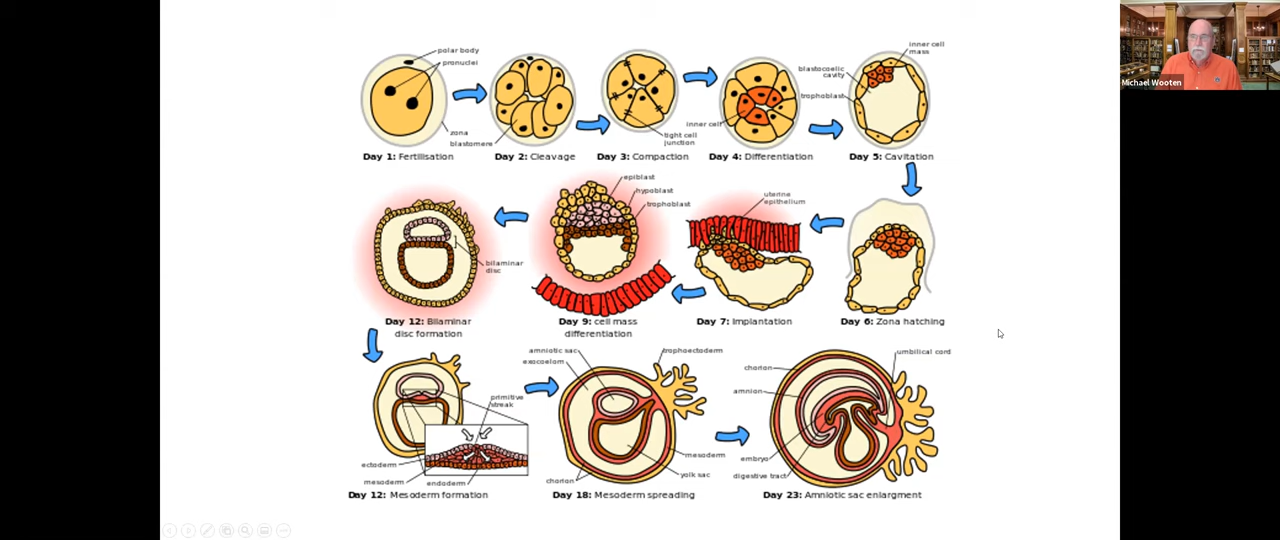 inner cell
mass
polar body
pronuclei
blastocoelic
cavity
trophoblast
inner cell
zona
blastomere
tight cell
junction
Day 1: Fertilisation
Day 2: Cleavage
Day 3: Compaction
Day 4: Differentiation
Day 5: Cavitation
Michael Wooten
epiblast
hypoblast
trophoblast
uterine
epithelium
bilaminar
disc
Day 12: Bilaminar
disc formation
Day 9: cell mass
differentiation
Day 7: Implantation
Day 6: Zona hatching
amniotic sac
exocoelom
trophoectoderm
umbilical cord
chorion
amnion
primitive
streak
ectoderm
mesoderm
endoderm
chorion
mesoderm
yolk sac
embryo
digestive tract
Day 12: Mesoderm formation
Day 18: Mesoderm spreading
Day 23: Amniotic sac enlargment